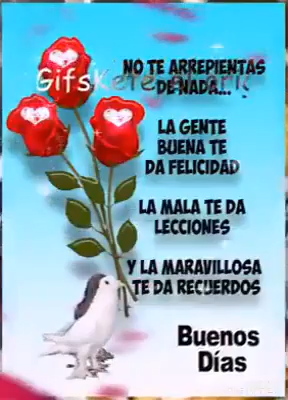 NO TE ARREPIENTAS
DE NADA...
LA GENTE
BUENA TE
DA FELICIDAD
LA MALA TE DA
LECCIONES
Y LA MARAVILLOSA
TE DA RECUERDOS
Buenos
Días